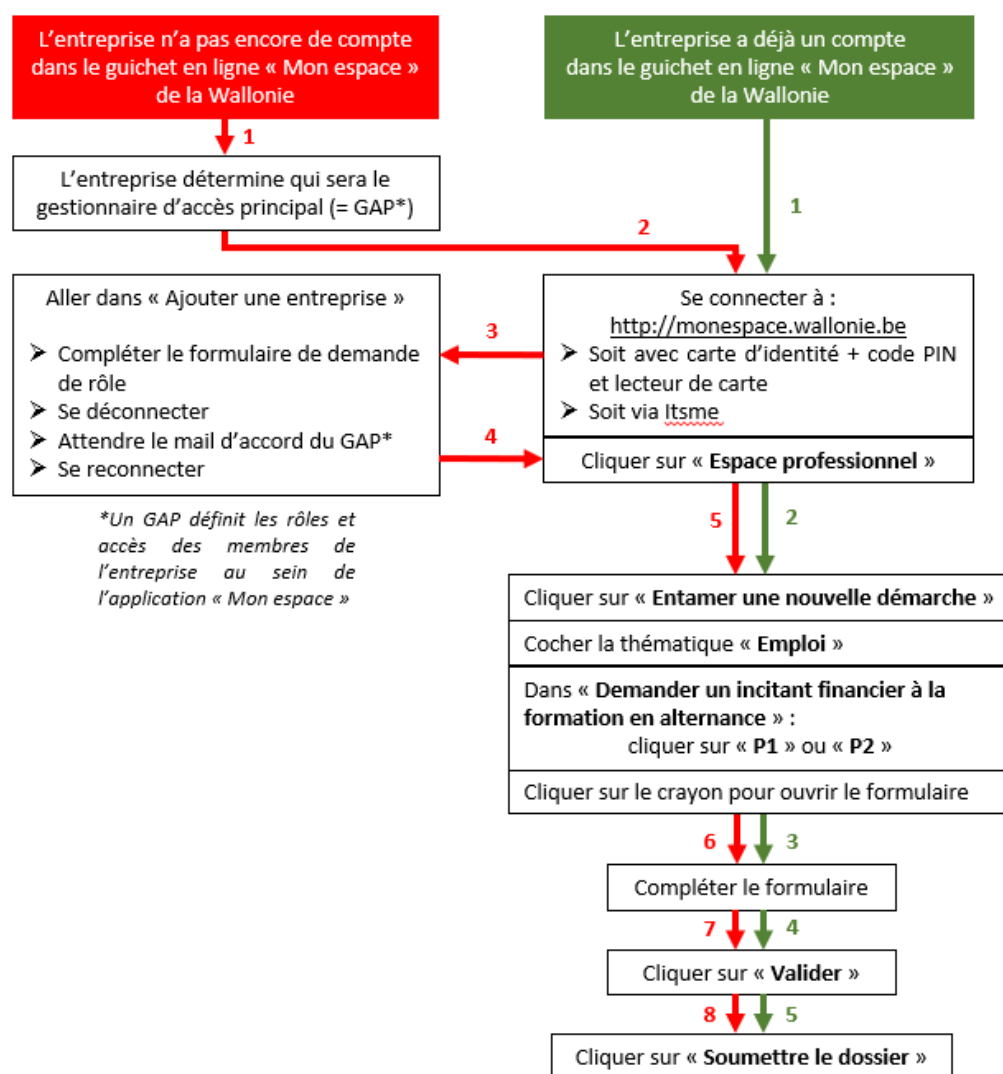 L'entreprise n'a pas encore de compte
dans le guichet en ligne « Mon espace »
de la Wallonie
L'entreprise a déjà un compte
dans le guichet en ligne « Mon espace »
de la Wallonie
1
L'entreprise détermine qui sera le
gestionnaire d'accès principal (= GAP*)
1
2
Aller dans « Ajouter une entreprise »
➢ Compléter le formulaire de demande
de rôle
➢ Se déconnecter
➢ Attendre le mail d'accord du GAP*
➢ Se reconnecter
3
4
Se connecter à :
http://monespace.wallonie.be
➢ Soit avec carte d'identité + code PIN
et lecteur de carte
➢ Soit via Itsme
Cliquer sur « Espace professionnel »
*Un GAP définit les rôles et
accès des membres de
l'entreprise au sein de
l'application « Mon espace »
5
2
Cliquer sur « Entamer une nouvelle démarche »
Cocher la thématique « Emploi »
Dans « Demander un incitant financier à la
formation en alternance » :
cliquer sur « P1 » ou « P2 »
Cliquer sur le crayon pour ouvrir le formulaire
6
3
Compléter le formulaire
7
4
Cliquer sur « Valider »
8
5
Cliquer sur « Soumettre le dossier »